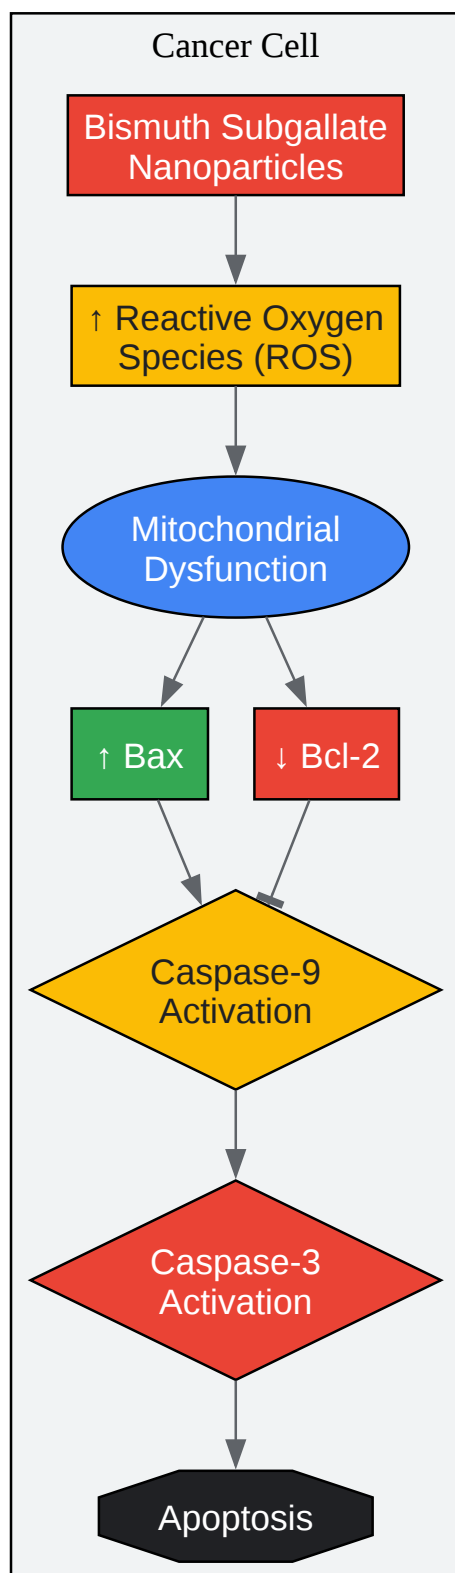 Cancer Cell
Bismuth Subgallate
Nanoparticles
↑ Reactive Oxygen
Species (ROS)
Mitochondrial
Dysfunction
↑ Bax
↓ Bcl-2
Caspase-9
Activation
Caspase-3
Activation
Apoptosis